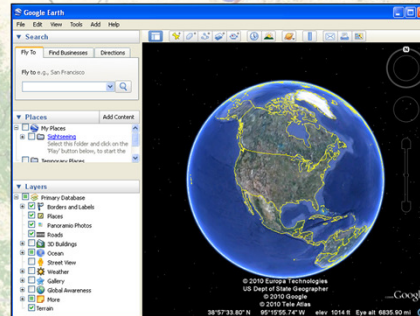 Google Earth
File Edit View Tools Add Help
Search
Fly To Find Businesses Directions
Fly to e.g., San Francisco
Places Add Content
My Places
Sightseeing
Select this Folder and click on the
'Play' button below, to start the
Temporary Places
Layers
Primary Database
Borders and Labels
Places
Panoramio Photos
Roads
3D Buildings
Ocean
Street View
Weather
Gallery
Global Awareness
More
Terrain
© 2010 Europa Technologies
US Dept of State Geographer
© 2010 Google
© 2010 Tele Atlas
38°57'33.80" N 95°15'55.74" W elev 1014 ft Eye alt 6835.90 mi